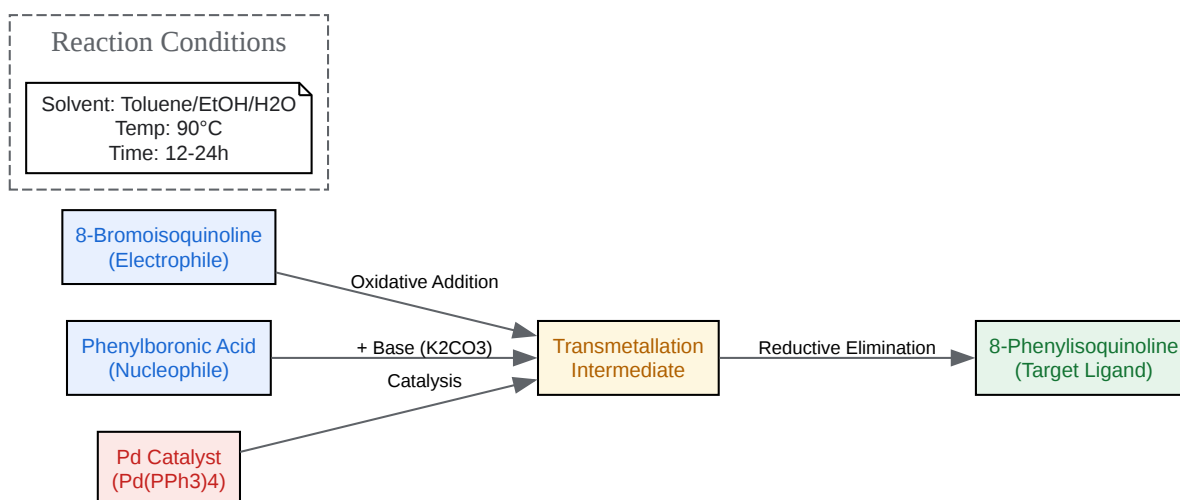 Reaction Conditions
Solvent: Toluene/EtOH/H2O
Temp: 90°C
Time: 12-24h
8-Bromoisoquinoline
(Electrophile)
Oxidative Addition
Phenylboronic Acid
(Nucleophile)
+ Base (K2CO3)
Transmetallation
Intermediate
Reductive Elimination
8-Phenylisoquinoline
(Target Ligand)
Catalysis
Pd Catalyst
(Pd(PPh3)4)